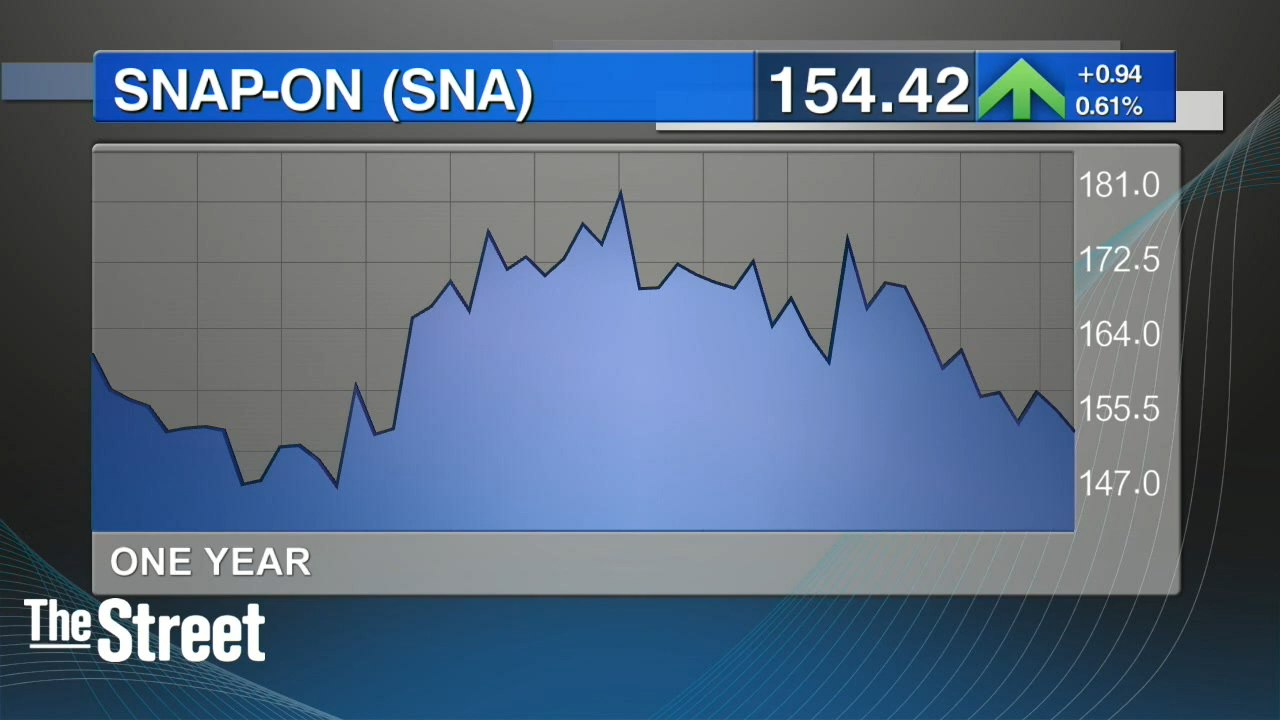 SNAP-ON (SNA)
154.42
+0.94
0.61%
181.0
172.5
164.0
155.5
147.0
ONE YEAR
The Street